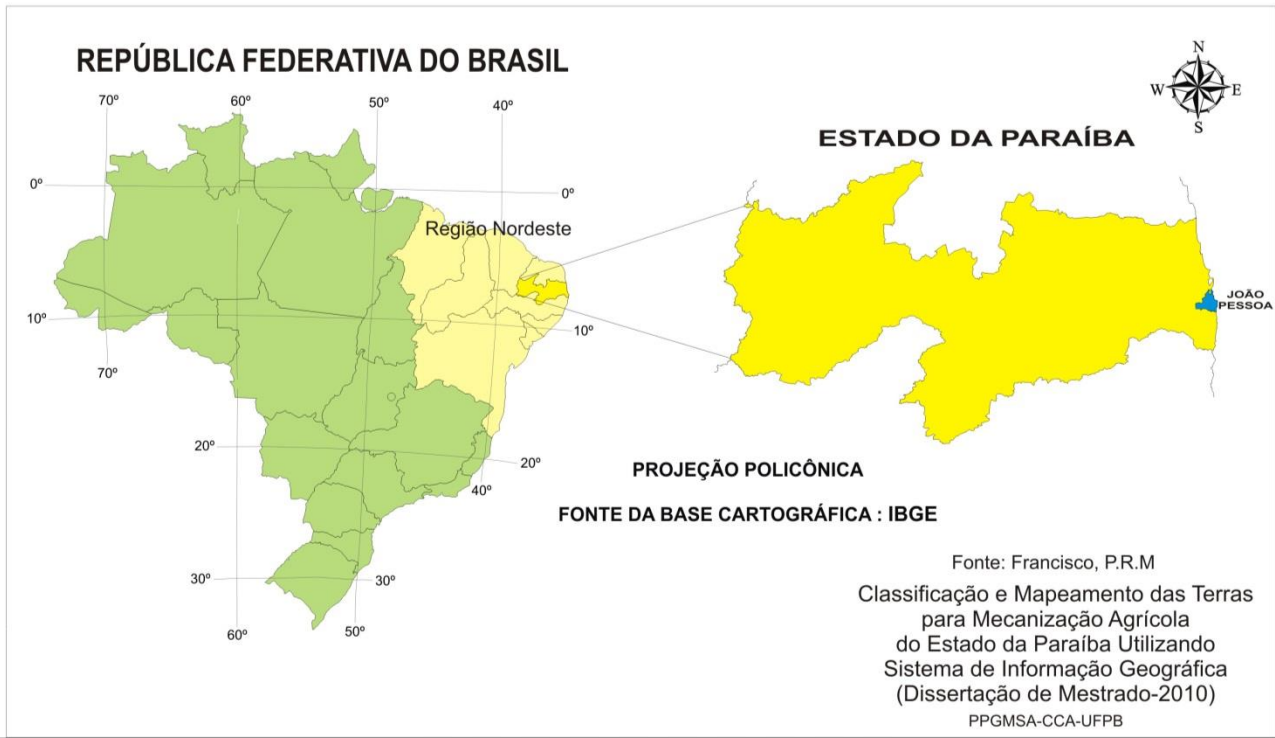 REPÚBLICA FEDERATIVA DO BRASIL
70º
60º
50º
40º
N
W
E
S
ESTADO DA PARAÍBA
0º
0º
Região Nordeste
JOÃO
PESSOA
10º
10º
70º
20º
20º
40º
PROJEÇÃO POLICÔNICA
FONTE DA BASE CARTOGRÁFICA : IBGE
30º
30º
60º
50º
Fonte: Francisco, P.R.M
Classificação e Mapeamento das Terras
para Mecanização Agrícola
do Estado da Paraíba Utilizando
Sistema de Informação Geográfica
(Dissertação de Mestrado-2010)
PPGMSA-CCA-UFPB